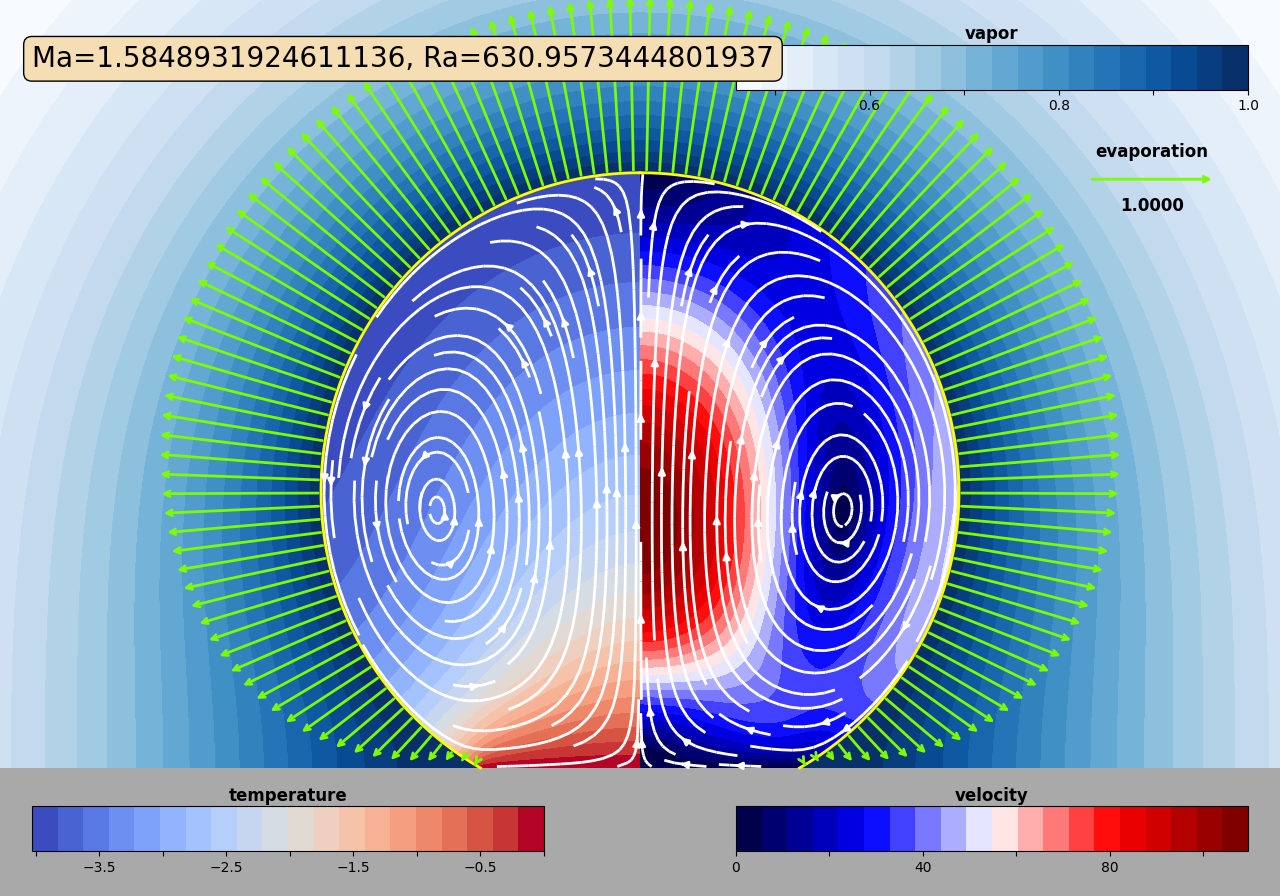 vapor
Ma=1.5848931924611136, Ra=630.9573444801937
0.6 0.8 1.0
evaporation
1.0000
temperature
−3.5 −2.5 −1.5 −0.5
velocity
0 40 80